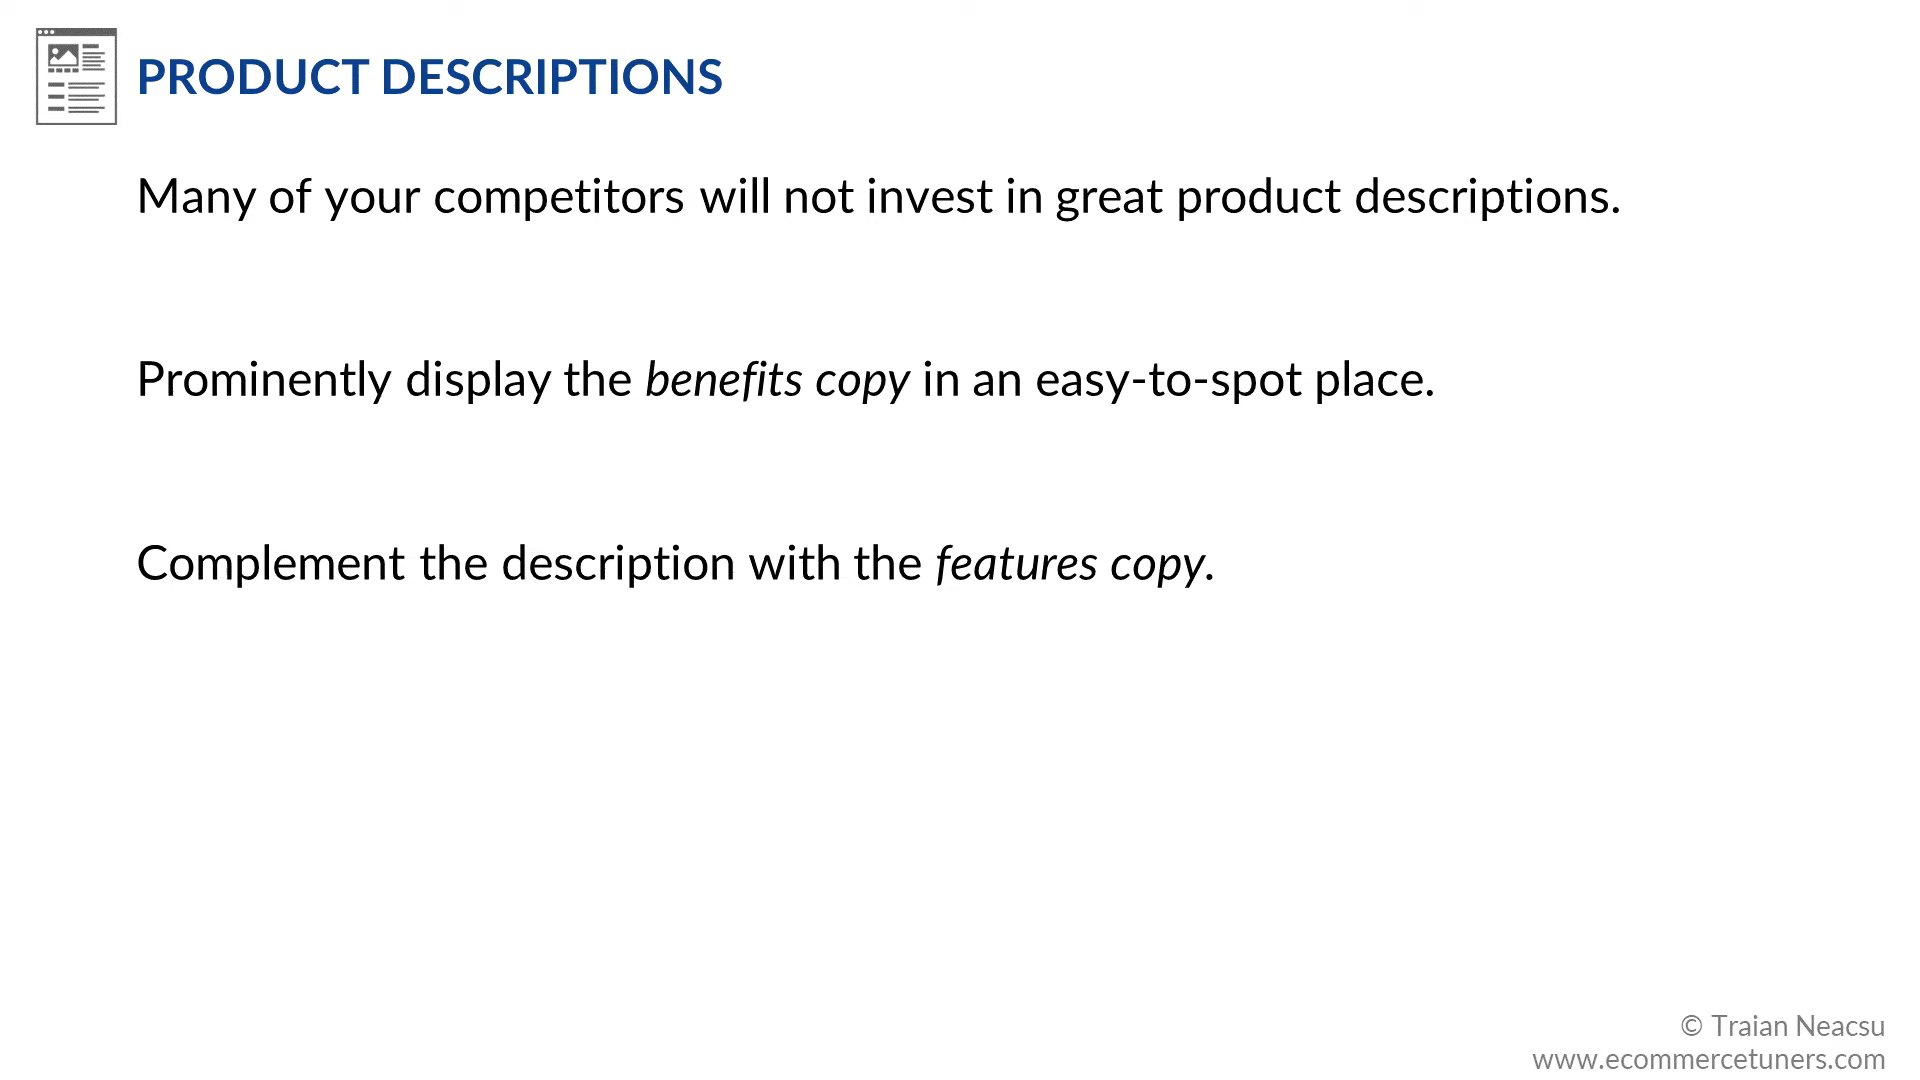 PRODUCT DESCRIPTIONS
Many of your competitors will not invest in great product descriptions.
Prominently display the benefits copy in an easy-to-spot place.
Complement the description with the features copy.
© Traian Neacsu
www.ecommercetuners.com